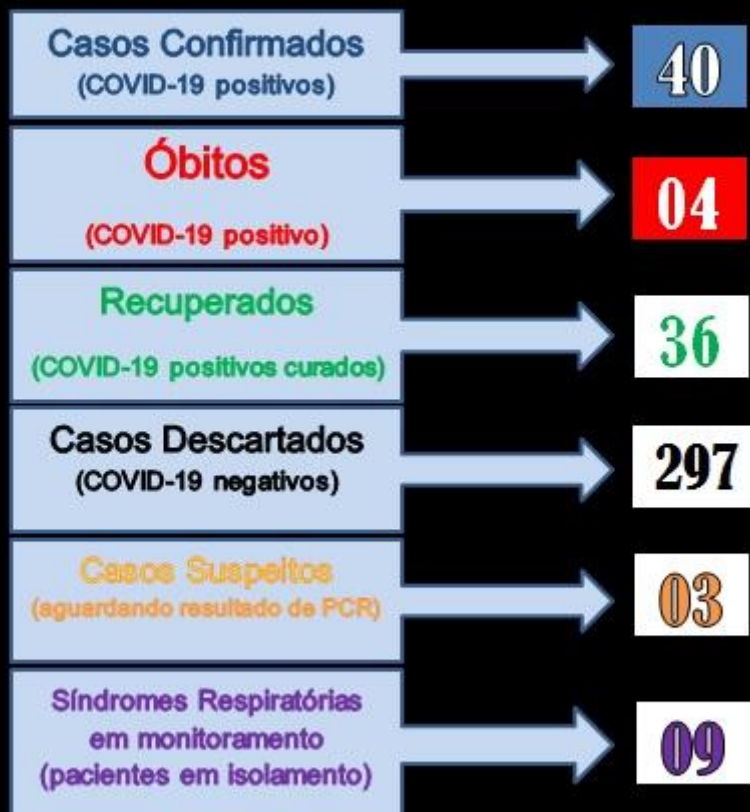 Casos Confirmados
(COVID-19 positivos)
40
Óbitos
(COVID-19 positivo)
04
Recuperados
(COVID-19 positivos curados)
36
Casos Descartados
(COVID-19 negativos)
297
Casos Suspeitos
(aguardando resultado de PCR)
03
Síndromes Respiratórias
em monitoramento
(pacientes em isolamento)
09